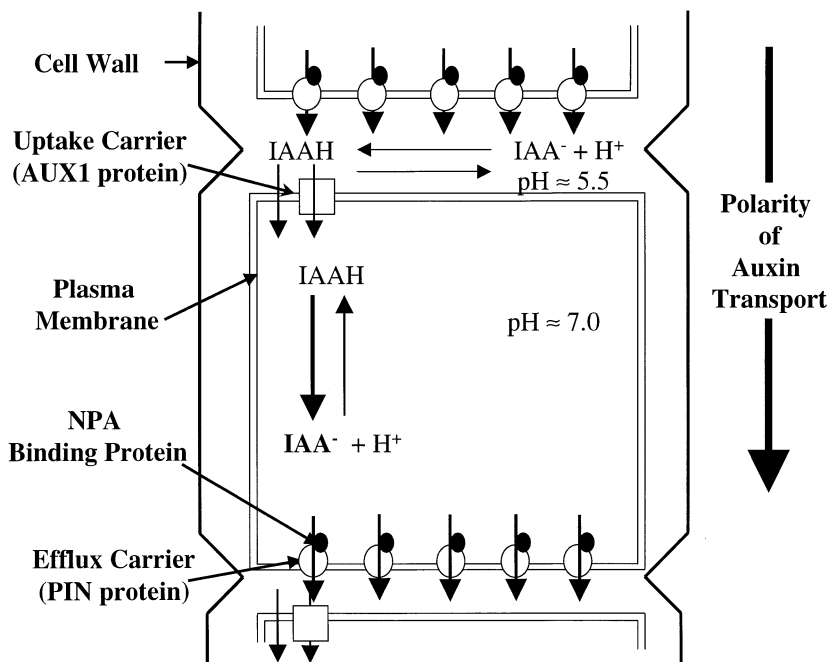 Cell Wall
Uptake Carrier
(AUX1 protein)
IAAH
IAA⁻ + H⁺
pH ≈ 5.5
Polarity
of
Auxin
Transport
Plasma
Membrane
IAAH
pH ≈ 7.0
NPA
Binding Protein
IAA⁻ + H⁺
Efflux Carrier
(PIN protein)